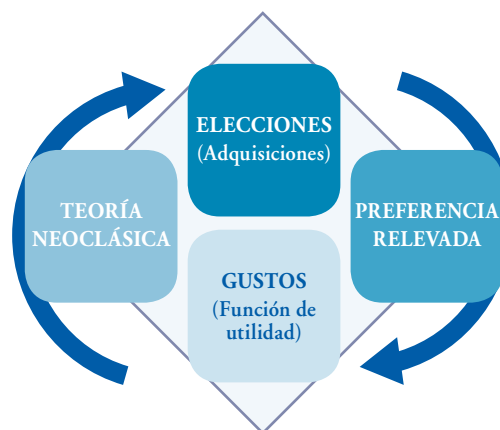 ELECCIONES
(Adquisiciones)
TEORÍA
NEOCLÁSICA
PREFERENCIA
RELEVADA
GUSTOS
(Función de
utilidad)